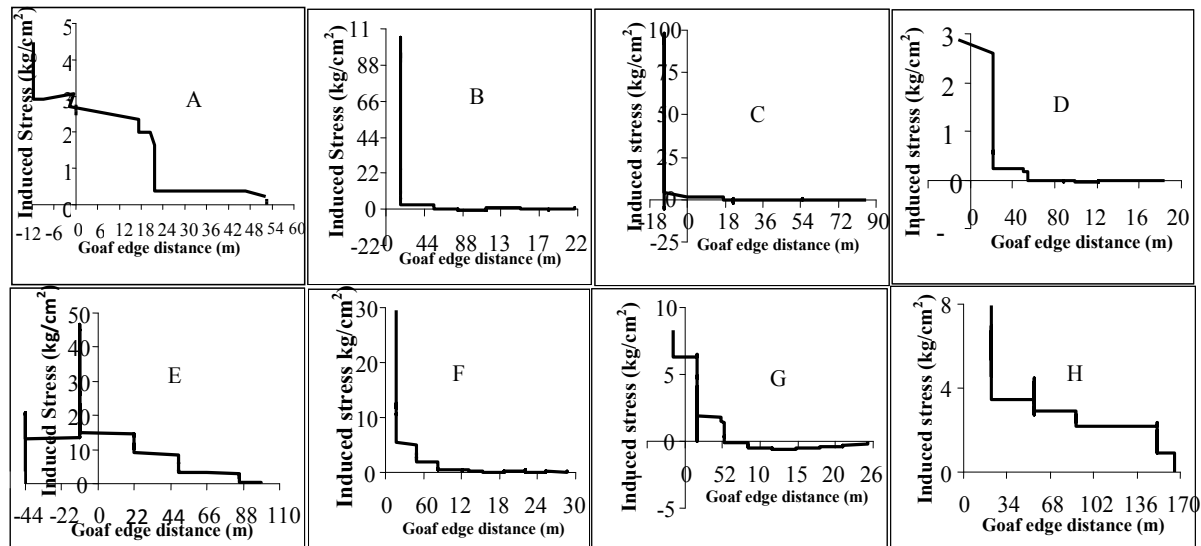 Induced Stress (kg/cm²)
5
4
3
2
1
0
A
-12 -6 0 6 12 18 24 30 36 42 48 54 60
Goaf edge distance (m)
Induced Stress (kg/cm²)
11
88
66
44
22
0
-22
B
0 44 88 13 17 22
Goaf edge distance (m)
Induced stress (kg/cm²)
100
75
50
25
0
-25
C
-18 0 18 36 54 72 90
Goaf edge distance (m)
Induced stress (kg/cm²)
3
2
1
0
-
D
- 0 40 80 12 16 20
Goaf edge distance (m)
Induced Stress (kg/cm²)
50
40
30
20
10
0
E
-44 -22 0 22 44 66 88 110
Goaf edge distance (m)
Induced stress kg/cm²)
30
20
10
0
F
0 60 12 18 24 30
Goaf edge distance (m)
Induced stress (kg/cm²)
10
5
0
-5
G
0 52 10 15 20 26
Goaf edge distance (m)
Induced stress (kg/cm²)
8
4
0
H
0 34 68 102 136 170
Goaf edge distance (m)